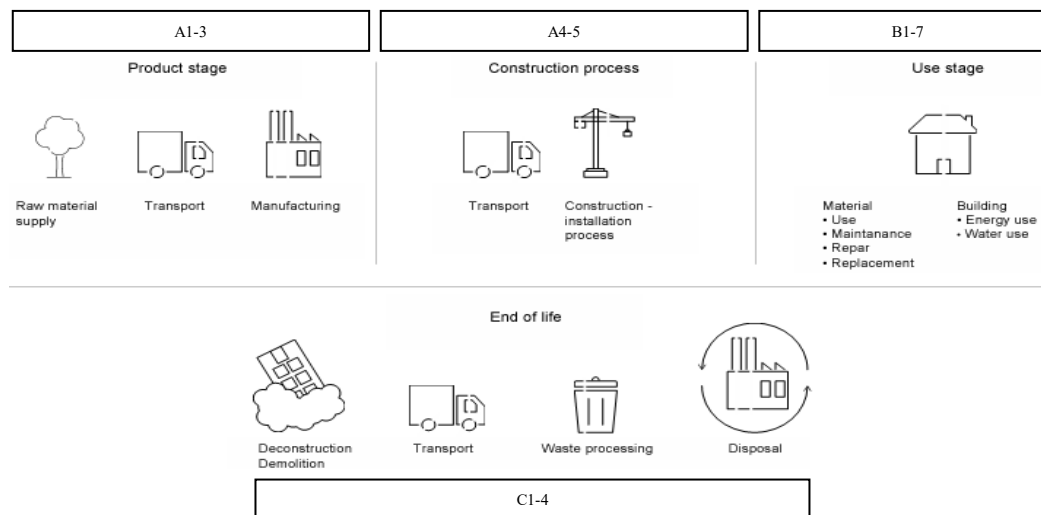 A1-3
A4-5
B1-7
Product stage
Construction process
Use stage
Raw material
supply
Transport
Manufacturing
Transport
Construction -
installation
process
Material
• Use
• Maintanance
• Repar
• Replacement
Building
• Energy use
• Water use
End of life
Deconstruction
Demolition
Transport
Waste processing
Disposal
C1-4